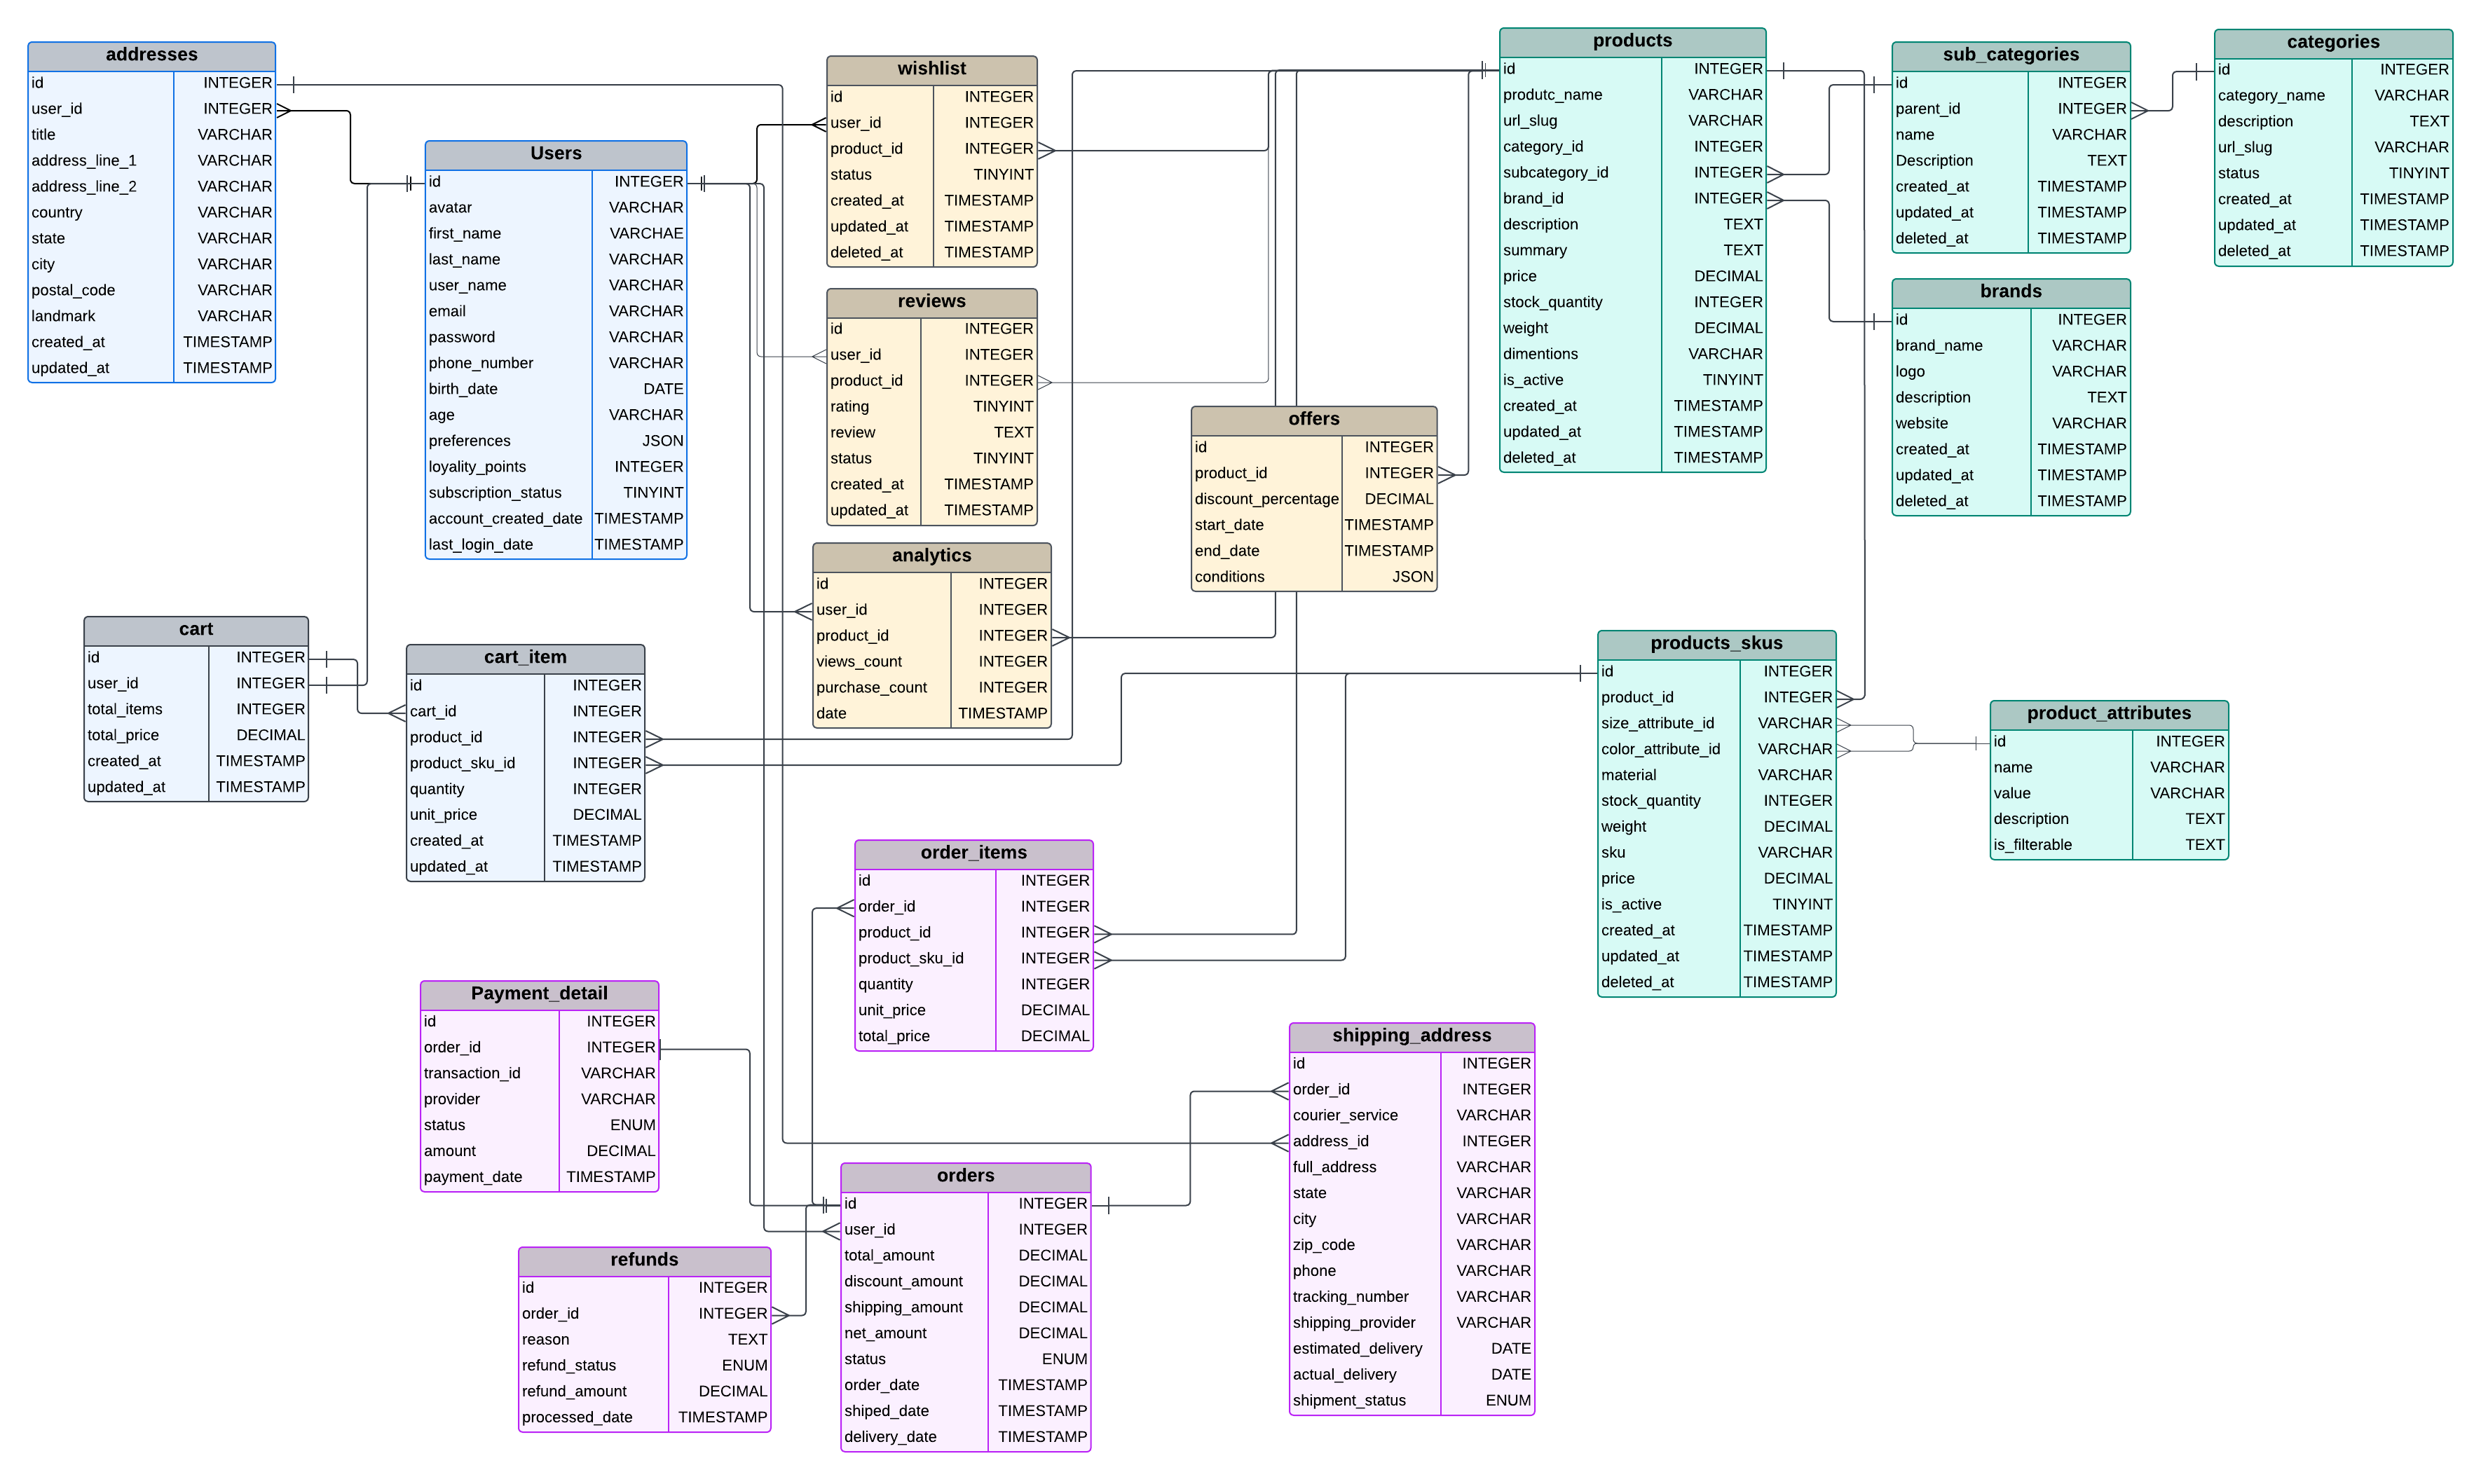 addresses
id INTEGER
user_id INTEGER
title VARCHAR
address_line_1 VARCHAR
address_line_2 VARCHAR
country VARCHAR
state VARCHAR
city VARCHAR
postal_code VARCHAR
landmark VARCHAR
created_at TIMESTAMP
updated_at TIMESTAMP
Users
id INTEGER
avatar VARCHAR
first_name VARCHAE
last_name VARCHAR
user_name VARCHAR
email VARCHAR
password VARCHAR
phone_number VARCHAR
birth_date DATE
age VARCHAR
preferences JSON
loyality_points INTEGER
subscription_status TINYINT
account_created_date TIMESTAMP
last_login_date TIMESTAMP
wishlist
id INTEGER
user_id INTEGER
product_id INTEGER
status TINYINT
created_at TIMESTAMP
updated_at TIMESTAMP
deleted_at TIMESTAMP
reviews
id INTEGER
user_id INTEGER
product_id INTEGER
rating TINYINT
review TEXT
status TINYINT
created_at TIMESTAMP
updated_at TIMESTAMP
analytics
id INTEGER
user_id INTEGER
product_id INTEGER
views_count INTEGER
purchase_count INTEGER
date TIMESTAMP
offers
id INTEGER
product_id INTEGER
discount_percentage DECIMAL
start_date TIMESTAMP
end_date TIMESTAMP
conditions JSON
products
id INTEGER
produtc_name VARCHAR
url_slug VARCHAR
category_id INTEGER
subcategory_id INTEGER
brand_id INTEGER
description TEXT
summary TEXT
price DECIMAL
stock_quantity INTEGER
weight DECIMAL
dimentions VARCHAR
is_active TINYINT
created_at TIMESTAMP
updated_at TIMESTAMP
deleted_at TIMESTAMP
sub_categories
id INTEGER
parent_id INTEGER
name VARCHAR
Description TEXT
created_at TIMESTAMP
updated_at TIMESTAMP
deleted_at TIMESTAMP
categories
id INTEGER
category_name VARCHAR
description TEXT
url_slug VARCHAR
status TINYINT
created_at TIMESTAMP
updated_at TIMESTAMP
deleted_at TIMESTAMP
brands
id INTEGER
brand_name VARCHAR
logo VARCHAR
description TEXT
website VARCHAR
created_at TIMESTAMP
updated_at TIMESTAMP
deleted_at TIMESTAMP
cart
id INTEGER
user_id INTEGER
total_items INTEGER
total_price DECIMAL
created_at TIMESTAMP
updated_at TIMESTAMP
cart_item
id INTEGER
cart_id INTEGER
product_id INTEGER
product_sku_id INTEGER
quantity INTEGER
unit_price DECIMAL
created_at TIMESTAMP
updated_at TIMESTAMP
products_skus
id INTEGER
product_id INTEGER
size_attribute_id VARCHAR
color_attribute_id VARCHAR
material VARCHAR
stock_quantity INTEGER
weight DECIMAL
sku VARCHAR
price DECIMAL
is_active TINYINT
created_at TIMESTAMP
updated_at TIMESTAMP
deleted_at TIMESTAMP
product_attributes
id INTEGER
name VARCHAR
value VARCHAR
description TEXT
is_filterable TEXT
order_items
id INTEGER
order_id INTEGER
product_id INTEGER
product_sku_id INTEGER
quantity INTEGER
unit_price DECIMAL
total_price DECIMAL
Payment_detail
id INTEGER
order_id INTEGER
transaction_id VARCHAR
provider VARCHAR
status ENUM
amount DECIMAL
payment_date TIMESTAMP
shipping_address
id INTEGER
order_id INTEGER
courier_service VARCHAR
address_id INTEGER
full_address VARCHAR
state VARCHAR
city VARCHAR
zip_code VARCHAR
phone VARCHAR
tracking_number VARCHAR
shipping_provider VARCHAR
estimated_delivery DATE
actual_delivery DATE
shipment_status ENUM
orders
id INTEGER
user_id INTEGER
total_amount DECIMAL
discount_amount DECIMAL
shipping_amount DECIMAL
net_amount DECIMAL
status ENUM
order_date TIMESTAMP
shiped_date TIMESTAMP
delivery_date TIMESTAMP
refunds
id INTEGER
order_id INTEGER
reason TEXT
refund_status ENUM
refund_amount DECIMAL
processed_date TIMESTAMP